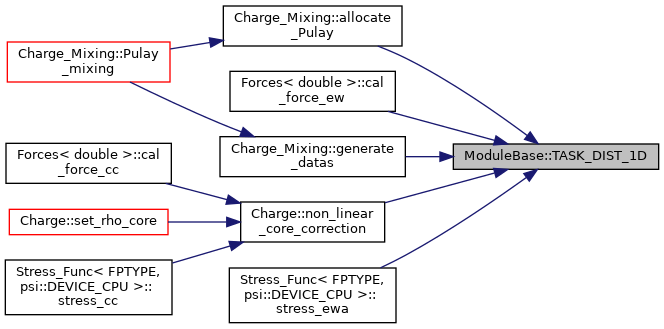 Charge_Mixing::allocate
_Pulay
Charge_Mixing::Pulay
_mixing
Forces< double >::cal
_force_ew
Charge_Mixing::generate
_datas
ModuleBase::TASK_DIST_1D
Forces< double >::cal
_force_cc
Charge::set_rho_core
Charge::non_linear
_core_correction
Stress_Func< FPTYPE,
psi::DEVICE_CPU >::
stress_cc
Stress_Func< FPTYPE,
psi::DEVICE_CPU >::
stress_ewa